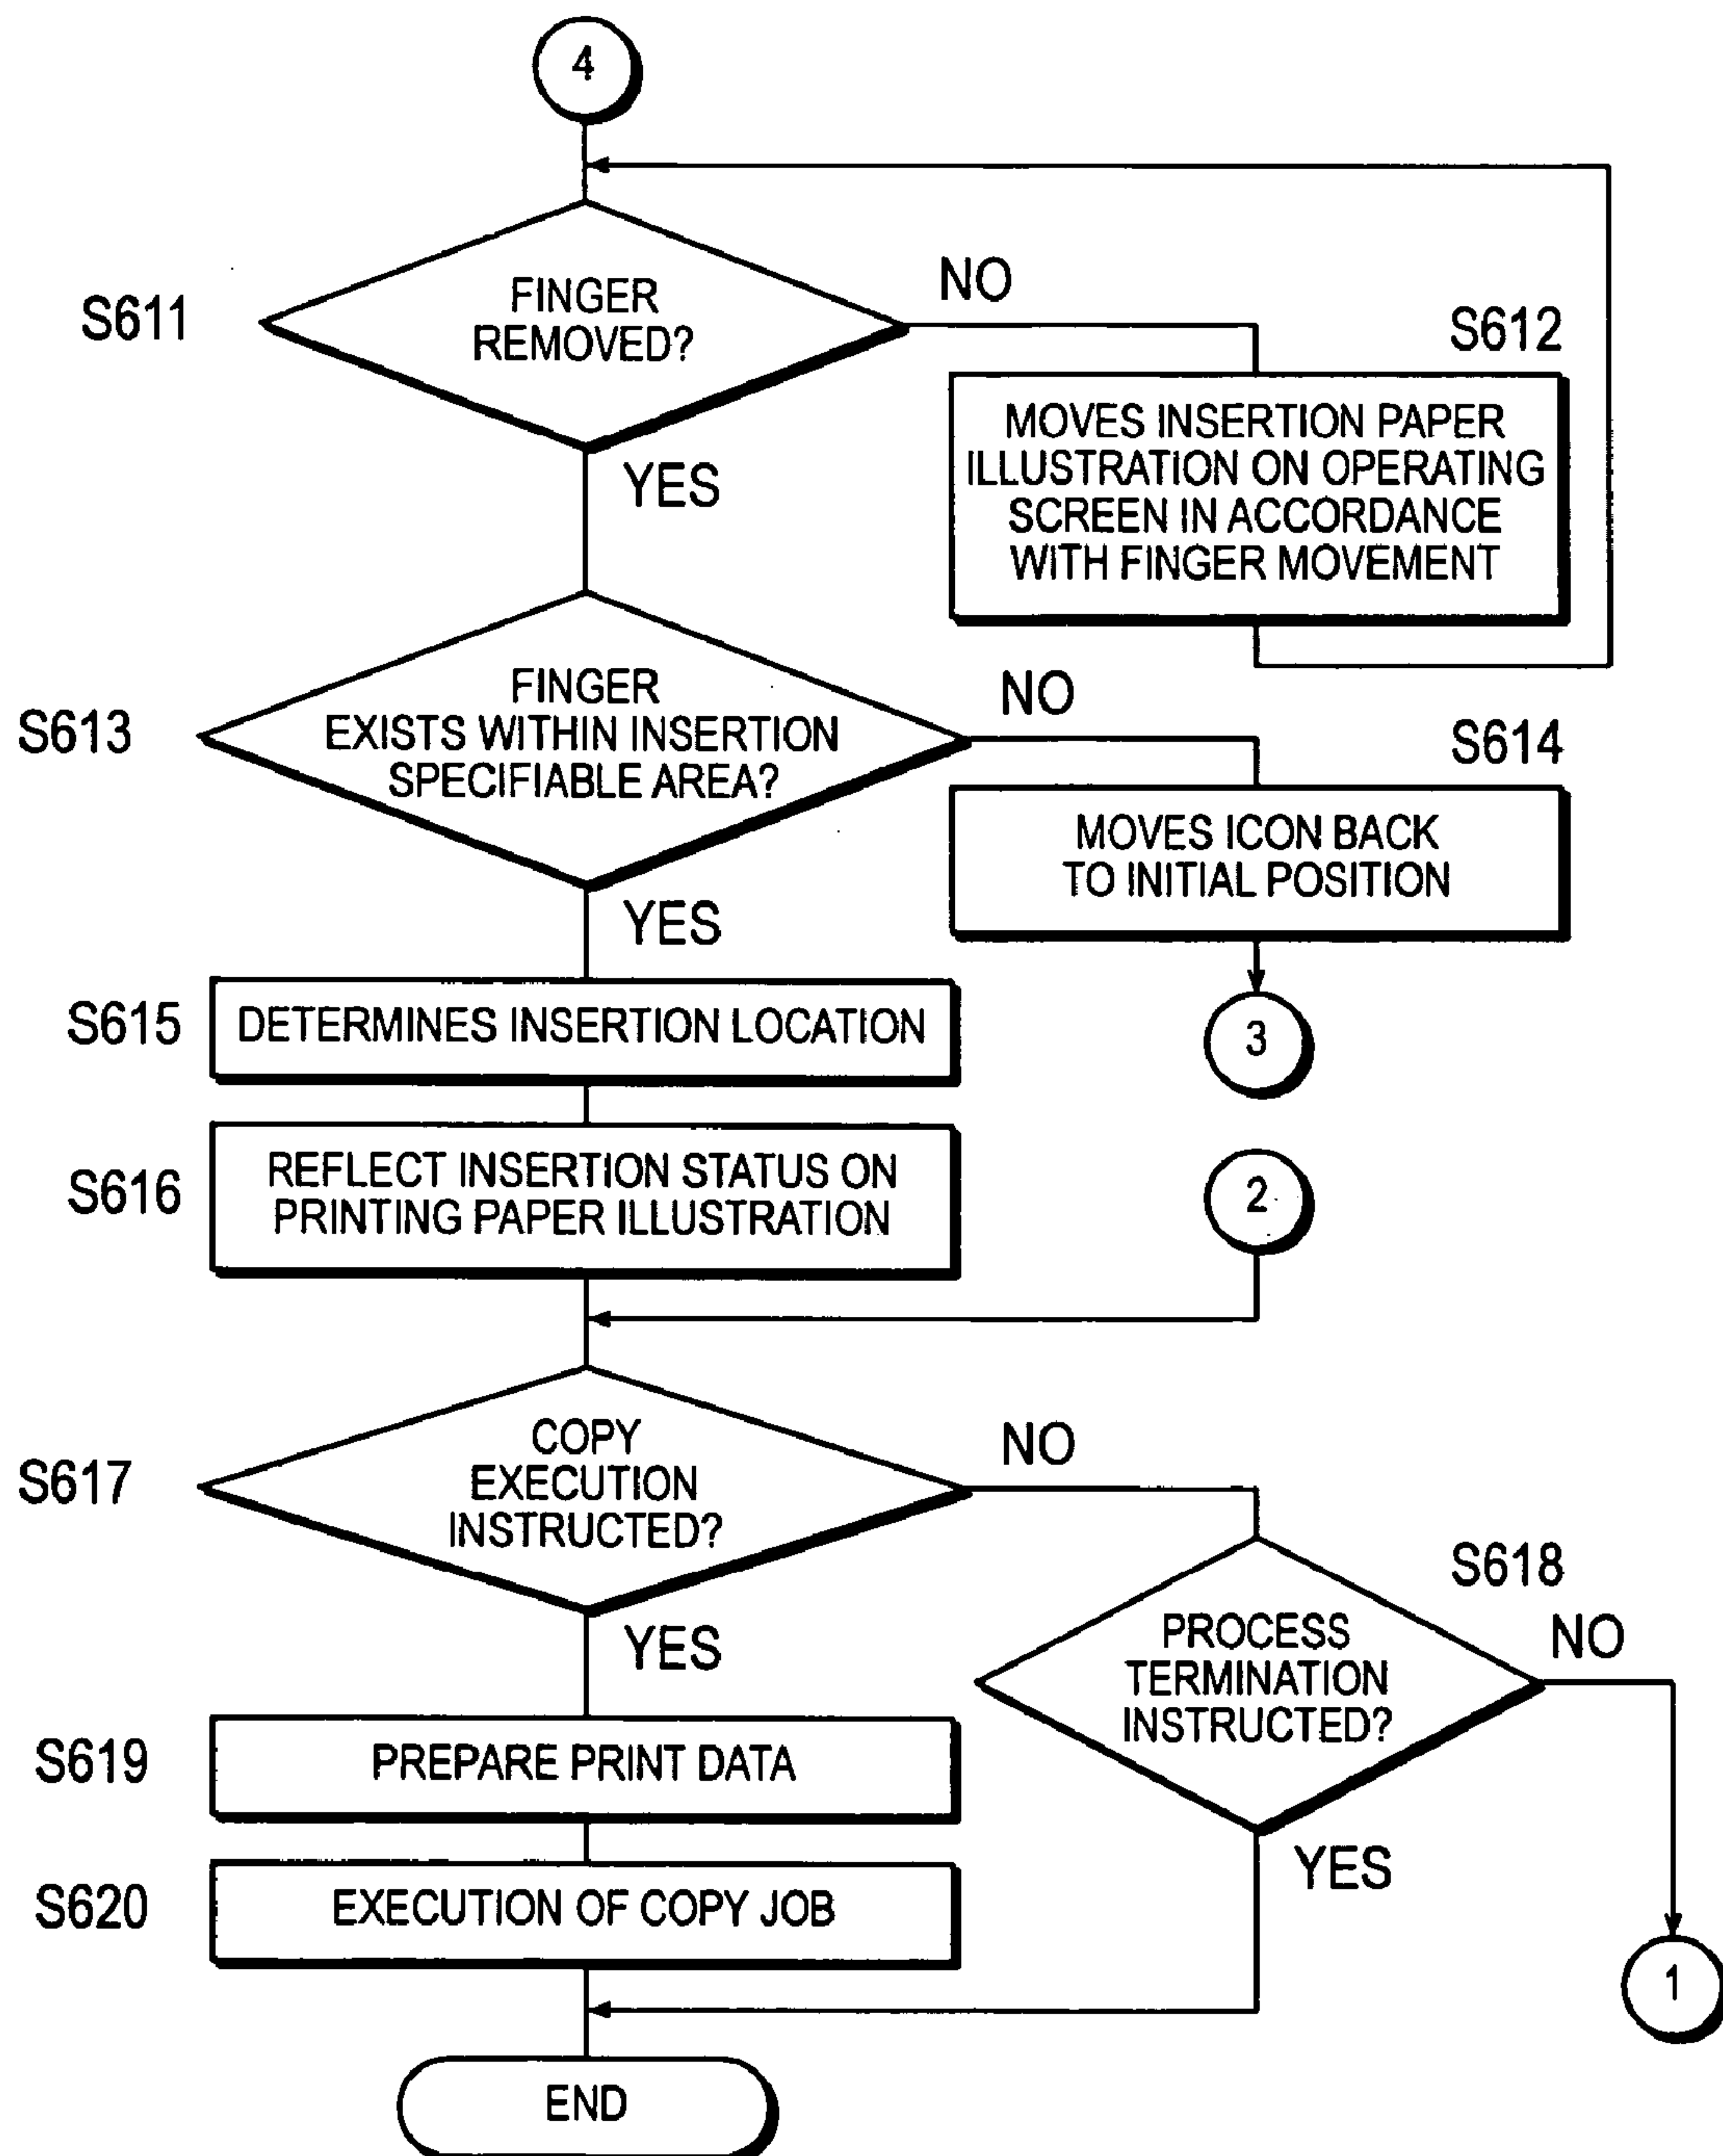 4
S611
FINGER
REMOVED?
NO
YES
S612
MOVES INSERTION PAPER
ILLUSTRATION ON OPERATING
SCREEN IN ACCORDANCE
WITH FINGER MOVEMENT
S613
FINGER
EXISTS WITHIN INSERTION
SPECIFIABLE AREA?
NO
YES
S614
MOVES ICON BACK
TO INITIAL POSITION
3
S615
DETERMINES INSERTION LOCATION
S616
REFLECT INSERTION STATUS ON
PRINTING PAPER ILLUSTRATION
2
S617
COPY
EXECUTION
INSTRUCTED?
NO
YES
S618
PROCESS
TERMINATION
INSTRUCTED?
NO
YES
1
S619
PREPARE PRINT DATA
S620
EXECUTION OF COPY JOB
END